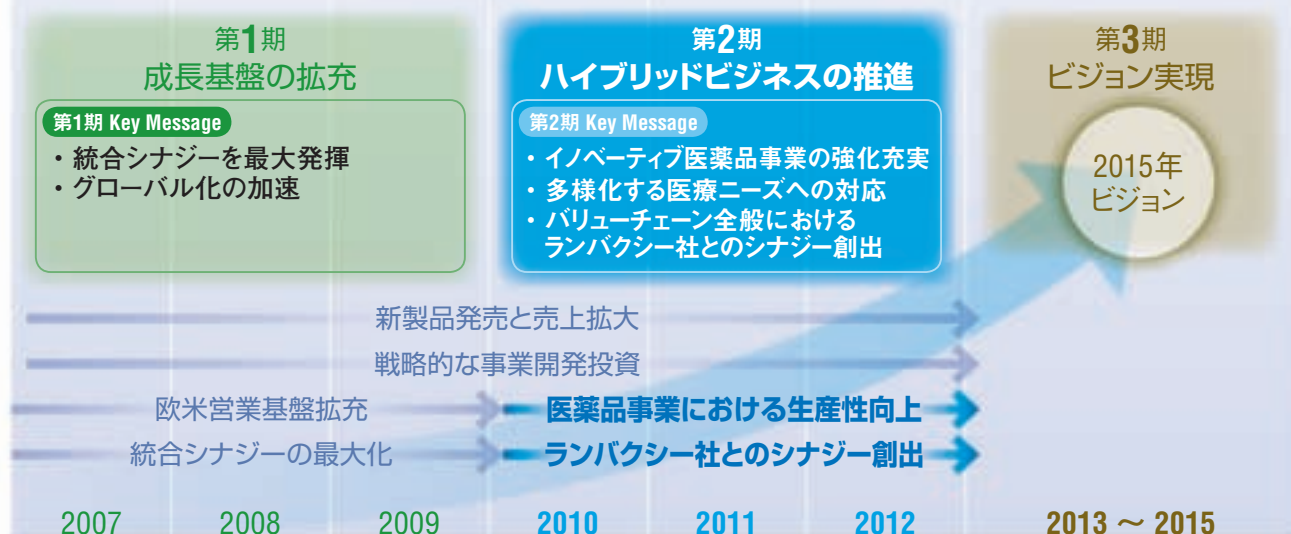 第1期
成長基盤の拡充
第1期 Key Message
・ 統合シナジーを最大発揮
・ グローバル化の加速
第2期
ハイブリッドビジネスの推進
第2期 Key Message
・ イノベーティブ医薬品事業の強化充実
・ 多様化する医療ニーズへの対応
・ バリューチェーン全般における
ランバクシー社とのシナジー創出
第3期
ビジョン実現
2015年
ビジョン
新製品発売と売上拡大
戦略的な事業開発投資
欧米営業基盤拡充
医薬品事業における生産性向上
統合シナジーの最大化
ランバクシー社とのシナジー創出
2007 2008 2009 2010 2011 2012 2013 ～ 2015